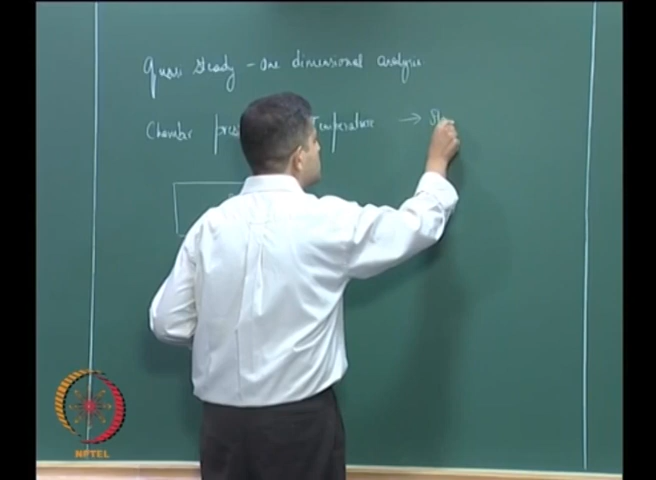 Quasi steady - one dimensional analysis
Chamber pres Temperature → 
NPTEL